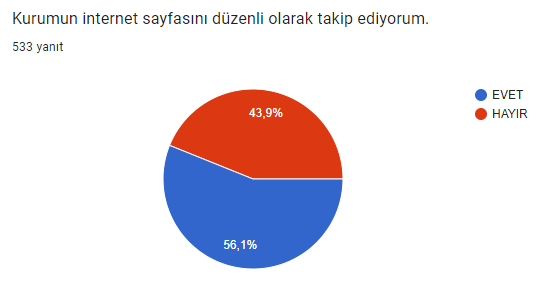 Kurumun internet sayfasını düzenli olarak takip ediyorum.
533 yanıt
EVET
HAYIR
43,9%
56,1%